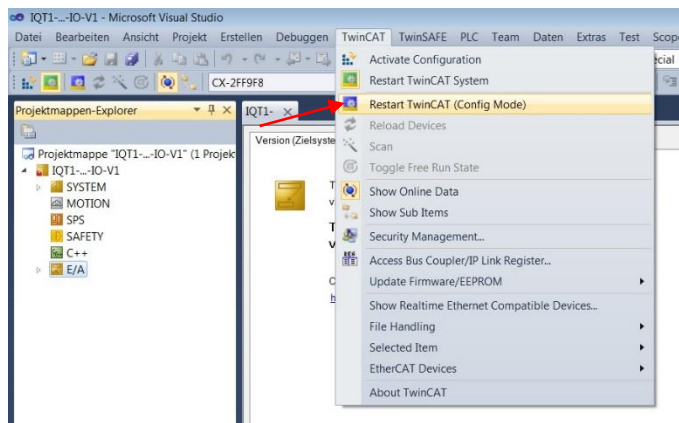 IQT1-...-IO-V1 - Microsoft Visual Studio
Datei Bearbeiten Ansicht Projekt Erstellen Debuggen TwinCAT TwinSAFE PLC Team Daten Extras Test Scop
CX-2FF9F8
Projektmappen-Explorer
IQT1-
Version (Zielsyste
Projektmappe "IQT1-...-IO-V1" (1 Projek
IQT1-...-IO-V1
SYSTEM
MOTION
SPS
SAFETY
C++
E/A
Activate Configuration
Restart TwinCAT System
Restart TwinCAT (Config Mode)
Reload Devices
Scan
Toggle Free Run State
Show Online Data
Show Sub Items
Security Management...
Access Bus Coupler/IP Link Register...
Update Firmware/EEPROM
Show Realtime Ethernet Compatible Devices...
File Handling
Selected Item
EtherCAT Devices
About TwinCAT